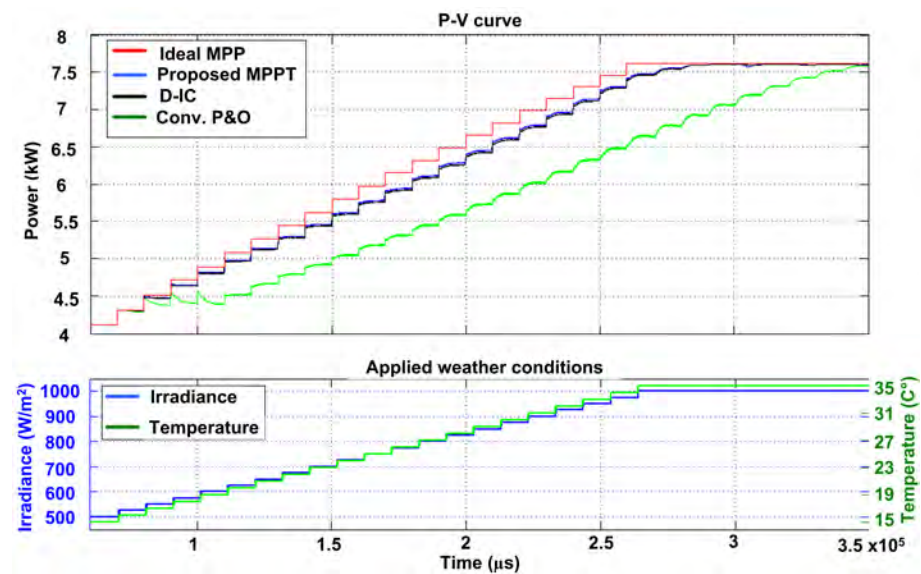 P-V curve
8
7.5
7
6.5
6
5.5
5
4.5
4
Power (kW)
Ideal MPP
Proposed MPPT
D-IC
Conv. P&O
Applied weather conditions
1000
900
800
700
600
500
Irradiance (W/m²)
Irradiance
Temperature
35
31
27
23
19
15
Temperature (C°)
1
1.5
2
2.5
3
3.5 x10⁵
Time (µs)